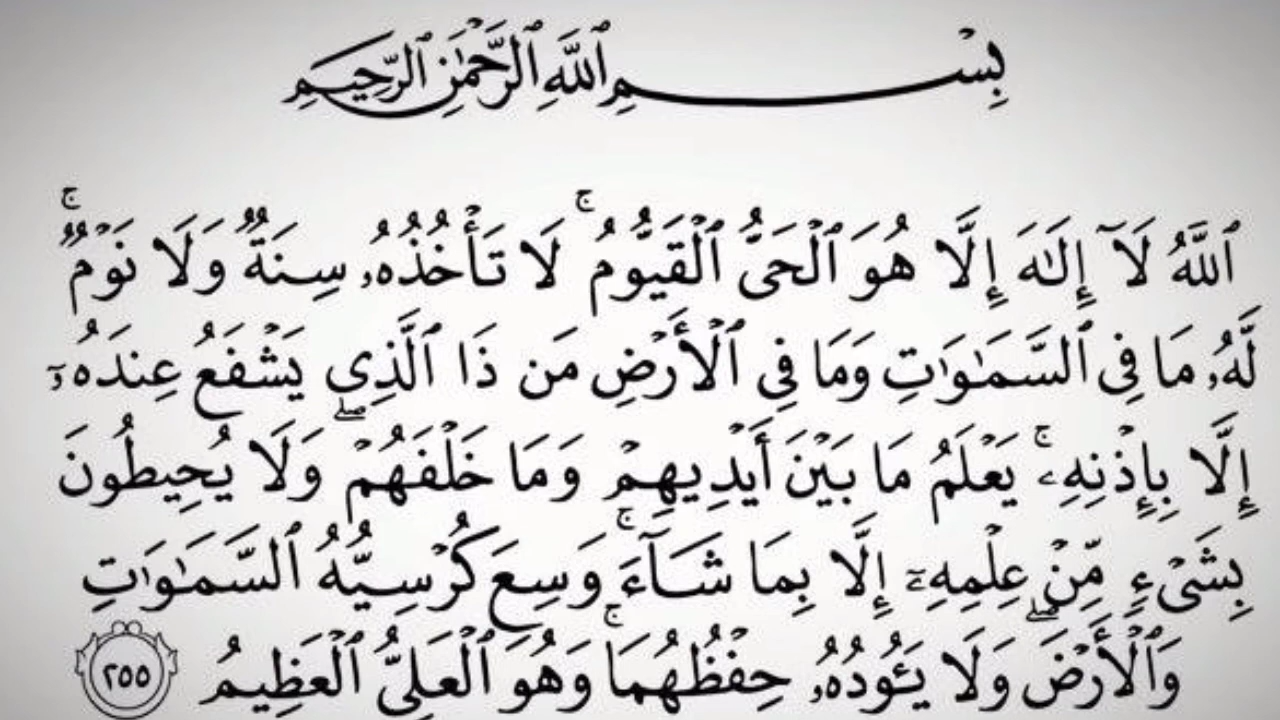 بِسْمِ ٱللَّهِ ٱلرَّحْمَٰنِ ٱلرَّحِيمِ
ٱللَّهُ لَآ إِلَٰهَ إِلَّا هُوَ ٱلْحَىُّ ٱلْقَيُّومُ ۚ لَا تَأْخُذُهُۥ سِنَةٌ وَلَا نَوْمٌ ۚ
لَّهُۥ مَا فِى ٱلسَّمَٰوَٰتِ وَمَا فِى ٱلْأَرْضِ مَن ذَا ٱلَّذِى يَشْفَعُ عِندَهُۥٓ
إِلَّا بِإِذْنِهِۦ ۚ يَعْلَمُ مَا بَيْنَ أَيْدِيهِمْ وَمَا خَلْفَهُمْ ۖ وَلَا يُحِيطُونَ
بِشَىْءٍ مِّنْ عِلْمِهِۦٓ إِلَّا بِمَا شَآءَ ۚ وَسِعَ كُرْسِيُّهُ ٱلسَّمَٰوَٰتِ
وَٱلْأَرْضَ ۖ وَلَا يَـُٔودُهُۥ حِفْظُهُمَا ۚ وَهُوَ ٱلْعَلِىُّ ٱلْعَظِيمُ ٢٥٥